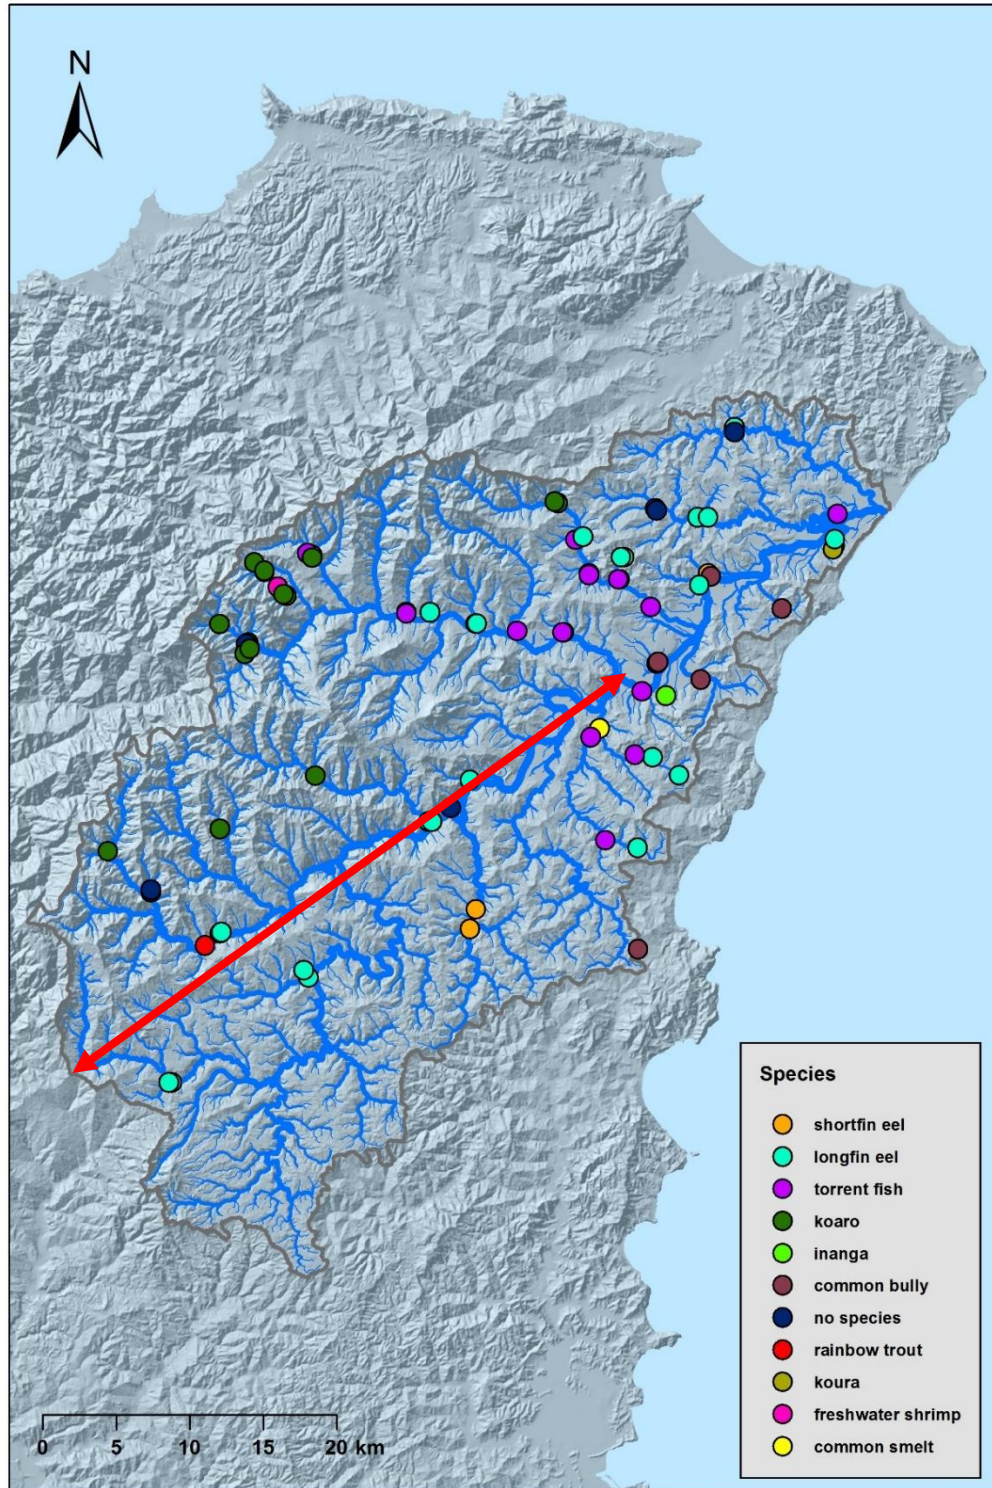 N
Species
shortfin eel
longfin eel
torrent fish
koaro
inanga
common bully
no species
rainbow trout
koura
freshwater shrimp
common smelt
0 5 10 15 20 km